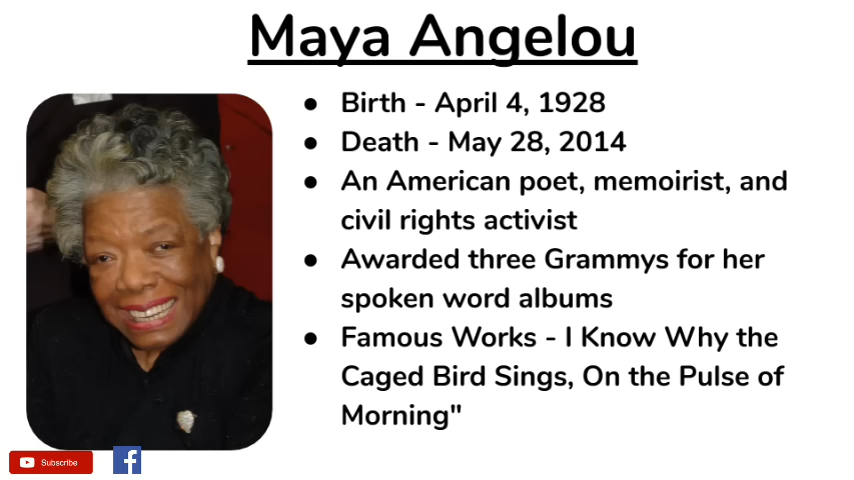 Maya Angelou
● Birth - April 4, 1928
● Death - May 28, 2014
● An American poet, memoirist, and
civil rights activist
● Awarded three Grammys for her
spoken word albums
● Famous Works - I Know Why the
Caged Bird Sings, On the Pulse of
Morning"
Subscribe
f